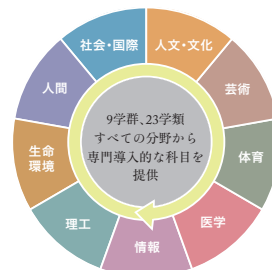 社会・国際
人文・文化
人間
芸術
9学群、23学類
すべての分野から
専門導入的な科目を
提供
生命
環境
体育
理工
医学
情報